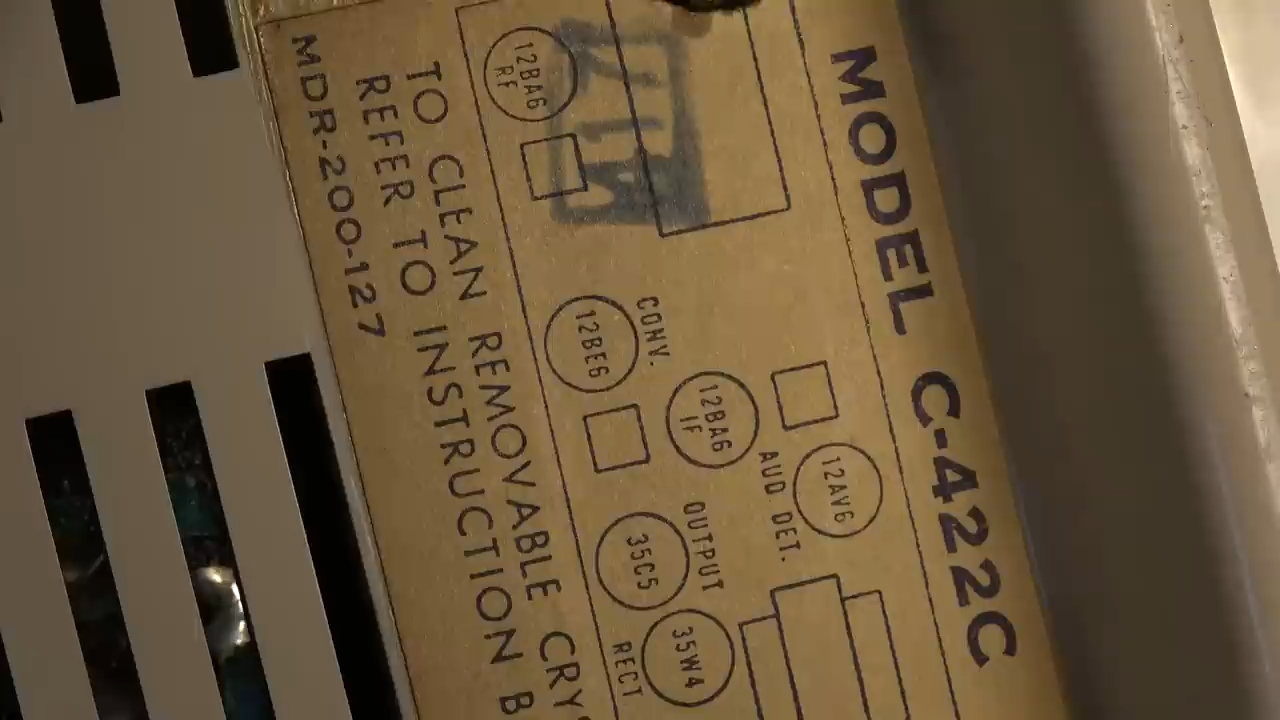 MODEL C-422C
12AV6
AUD DET.
12BA6
IF
CONV.
12BE6
OUTPUT
35C5
35W4
RECT
12BA6
RF
TO CLEAN REMOVABLE CRYS
REFER TO INSTRUCTION B
MDR-200-127